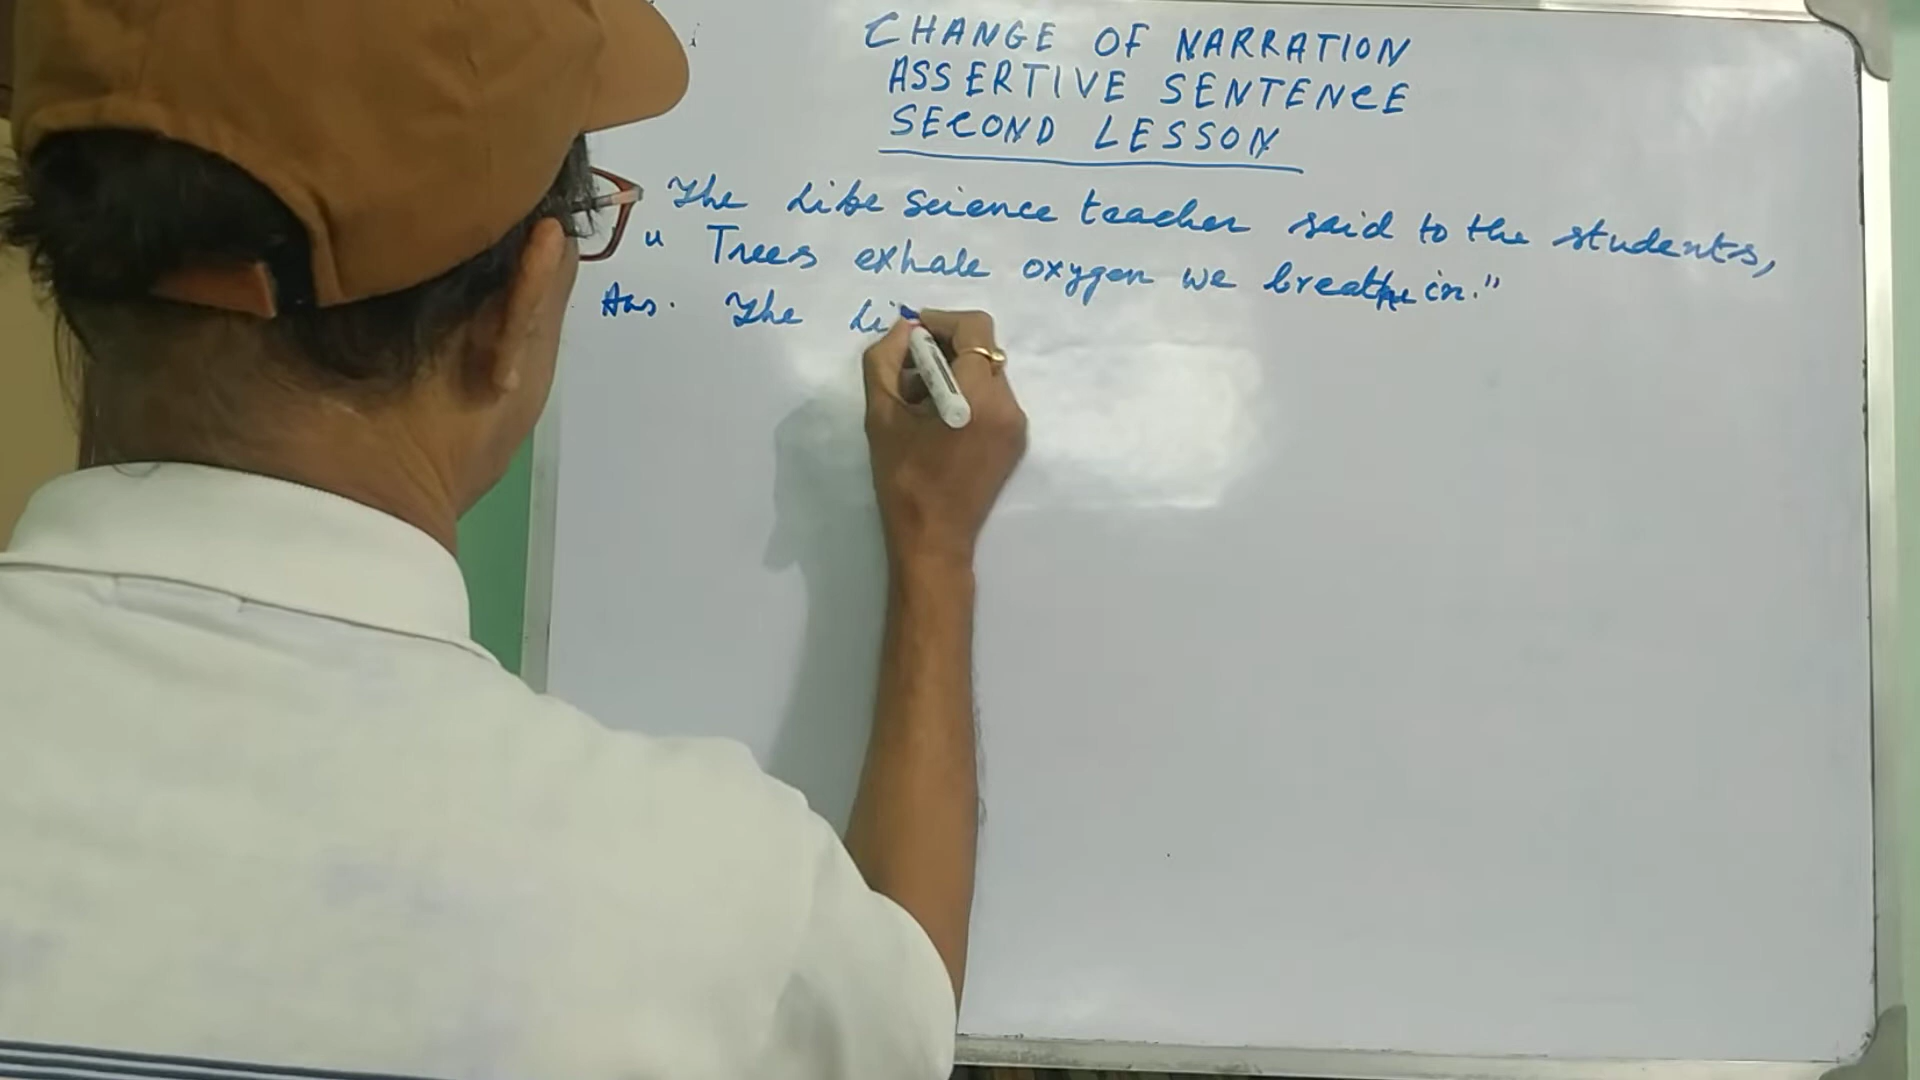 CHANGE OF NARRATION
ASSERTIVE SENTENCE
SECOND LESSON
The Life Science teacher said to the students,
" Trees exhale oxygen we breathe in."
Ans. The Li